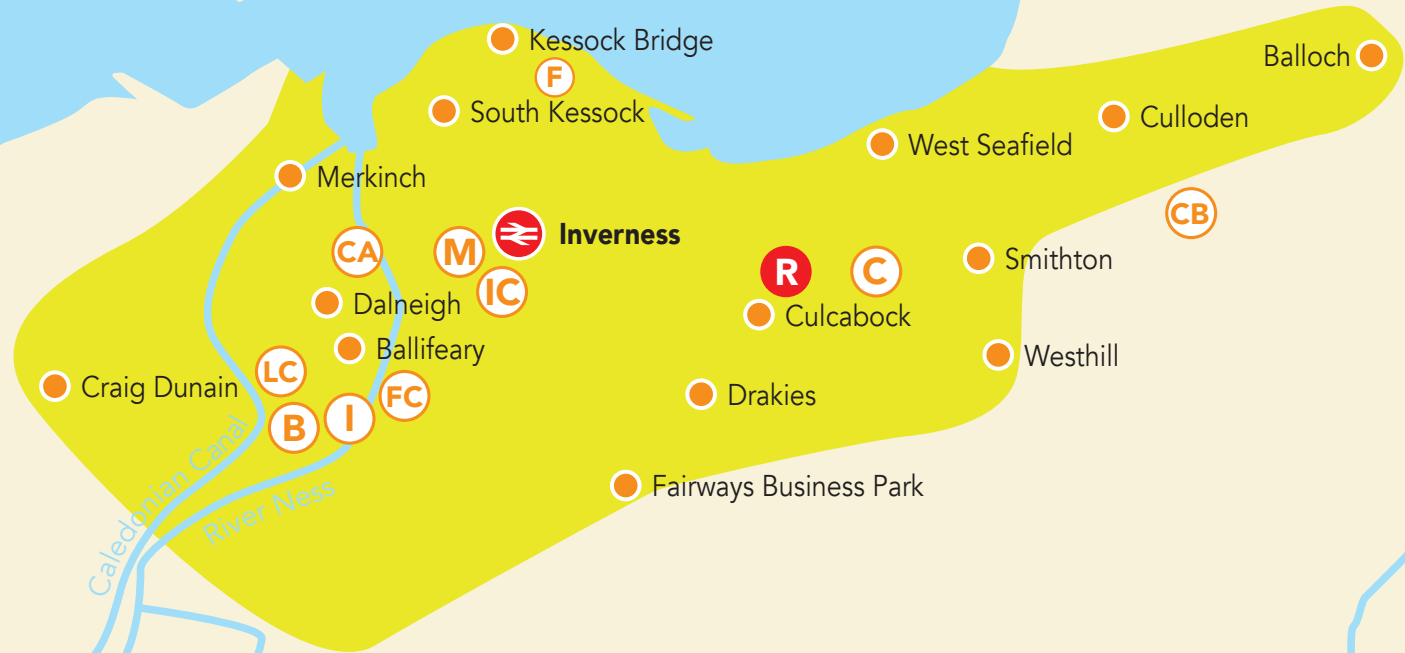 Kessock Bridge
Balloch
F
South Kessock
Culloden
West Seafield
Merkinch
CB
Inverness
CA
M
Smithton
R
C
IC
Dalneigh
Culcabock
Ballifeary
Westhill
LC
Craig Dunain
FC
Drakies
I
B
Caledonian Canal
Fairways Business Park
River Ness